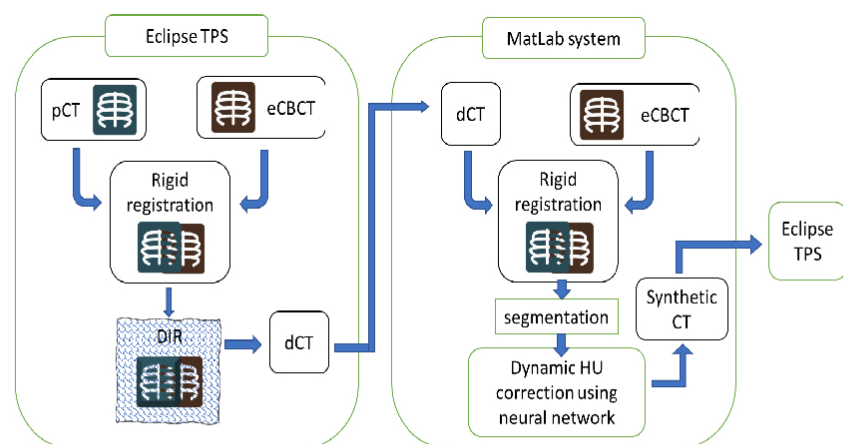 Eclipse TPS
pCT
eCBCT
Rigid
registration
DIR
dCT
MatLab system
dCT
eCBCT
Rigid
registration
segmentation
Dynamic HU
correction using
neural network
Synthetic
CT
Eclipse
TPS